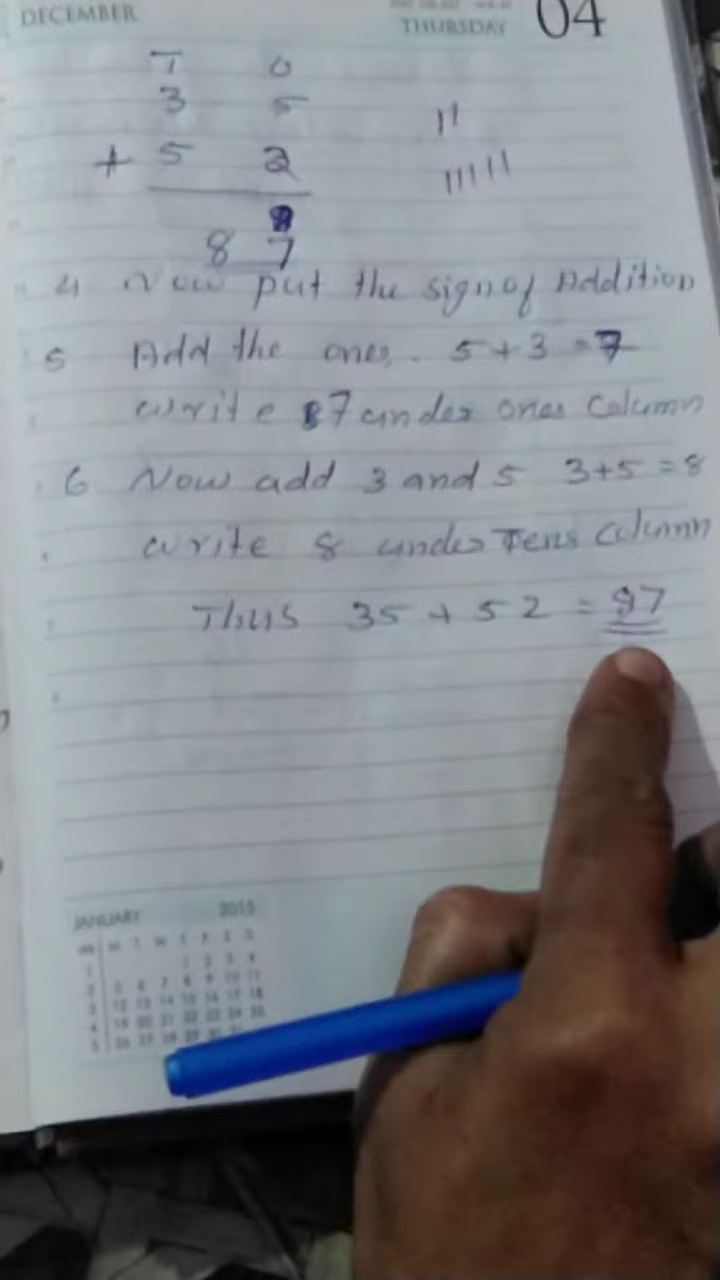 DECEMBER THURSDAY 04
T O
3 5
+ 5 2
8 7
4 Now put the sign of Addition
5 Add the ones. 5+3 = 7
write 87 under ones column
6 Now add 3 and 5 3+5 = 8
write 8 under Tens column
Thus 35 + 52 = 87
JANUARY 2015